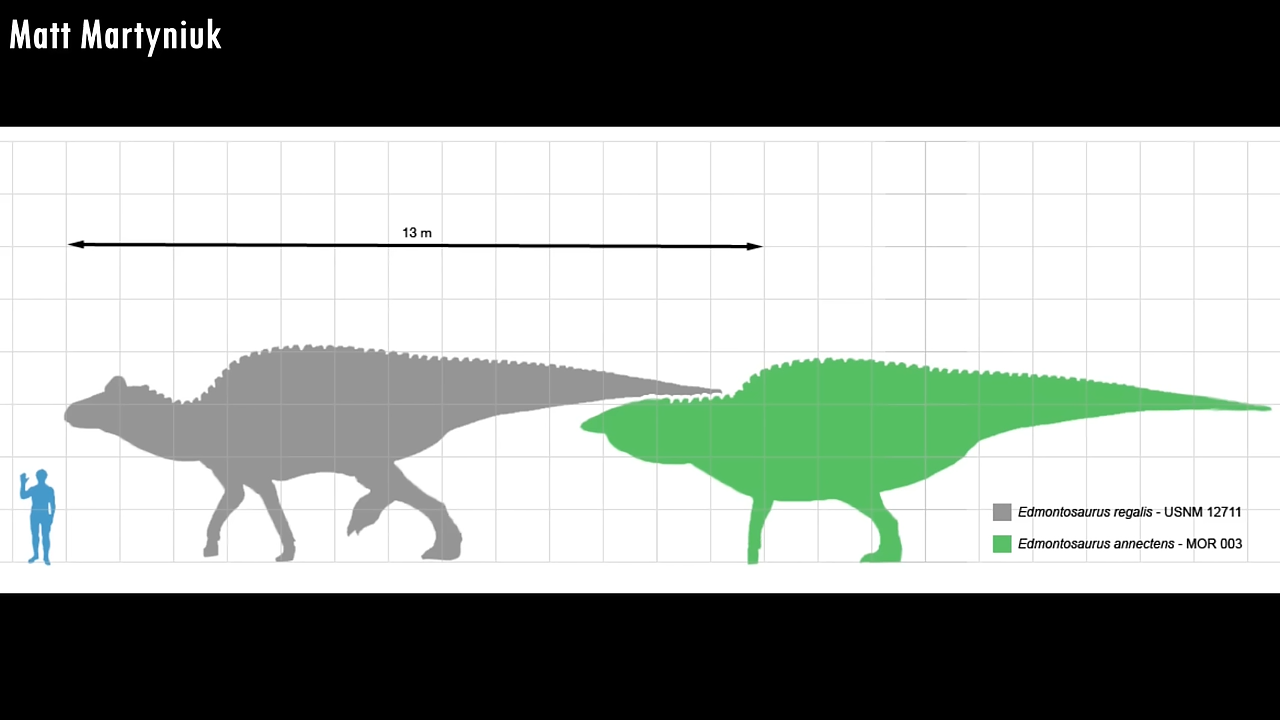 Matt Martyniuk
13 m
Edmontosaurus regalis - USNM 12711
Edmontosaurus annectens - MOR 003